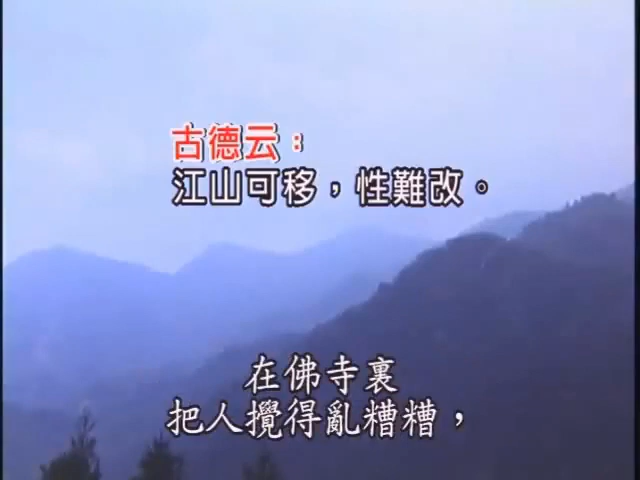 古德云：
江山可移，性難改。
在佛寺裏
把人攪得亂糟糟，